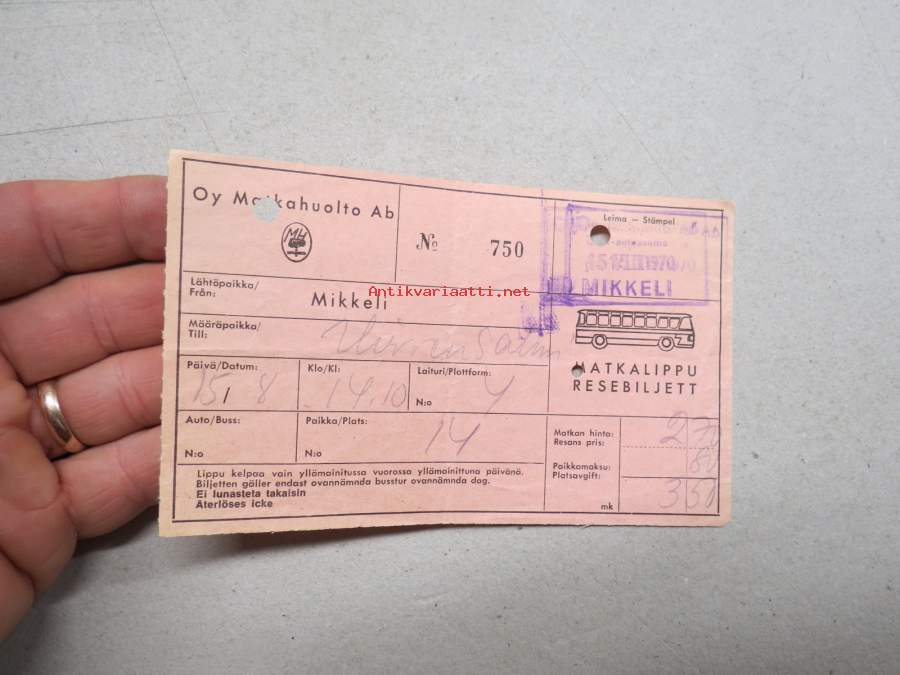 Oy Matkahuolto Ab
MH
№ 750
Leima – Stämpel
15 VIII 1970
MIKKELI
Lähtöpaikka/
Från:
Mikkeli
Antikvariaatti.net
Määräpaikka/
Till:
MATKALIPPU
RESEBILJETT
Päivä/Datum:
15/8
Klo/Kl:
14.10
Laituri/Plottform:
N:o
4
Auto/Buss:
N:o
Paikka/Plats:
N:o
14
Matkan hinta:
Resans pris:
2 70
Paikkamaksu:
Platsavgift:
80
mk
3 50
Lippu kelpaa vain yllämainitussa vuorossa yllämainittuna päivänä.
Biljetten gäller endast ovannämnda busstur ovannämnda dag.
Ei lunasteta takaisin
Återlöses icke